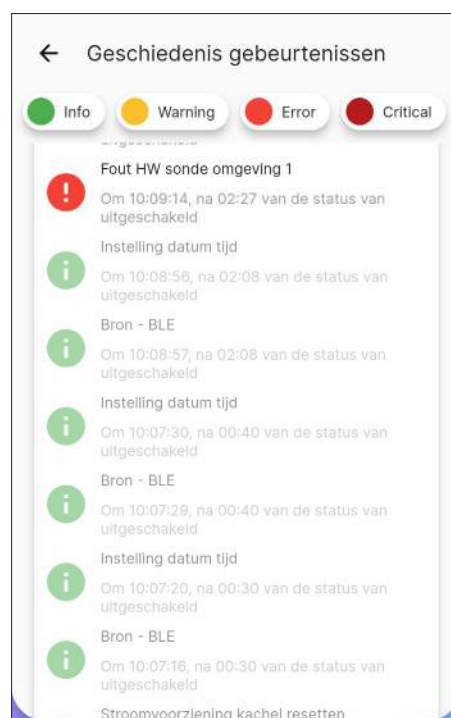 Geschiedenis gebeurtenissen
Info
Warning
Error
Critical
uitgeschakeld
Fout HW sonde omgeving 1
Om 10:09:14, na 02:27 van de status van
uitgeschakeld
Instelling datum tijd
Om 10:08:56, na 02:08 van de status van
uitgeschakeld
Bron - BLE
Om 10:08:57, na 02:08 van de status van
uitgeschakeld
Instelling datum tijd
Om 10:07:30, na 00:40 van de status van
uitgeschakeld
Bron - BLE
Om 10:07:29, na 00:40 van de status van
uitgeschakeld
Instelling datum tijd
Om 10:07:20, na 00:30 van de status van
uitgeschakeld
Bron - BLE
Om 10:07:16, na 00:30 van de status van
uitgeschakeld
Stroomvoorziening kachel resetten